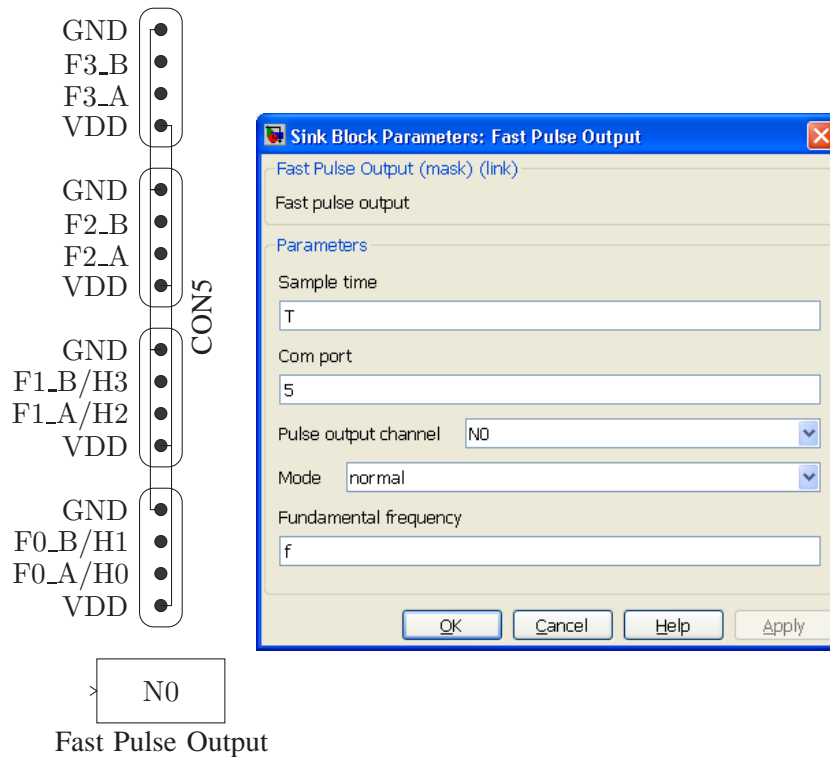 GND
F3_B
F3_A
VDD
GND
F2_B
F2_A
VDD
CON5
GND
F1_B/H3
F1_A/H2
VDD
GND
F0_B/H1
F0_A/H0
VDD
N0
Fast Pulse Output
Sink Block Parameters: Fast Pulse Output
Fast Pulse Output (mask) (link)
Fast pulse output
Parameters
Sample time
T
Com port
5
Pulse output channel N0
Mode normal
Fundamental frequency
f
OK Cancel Help Apply